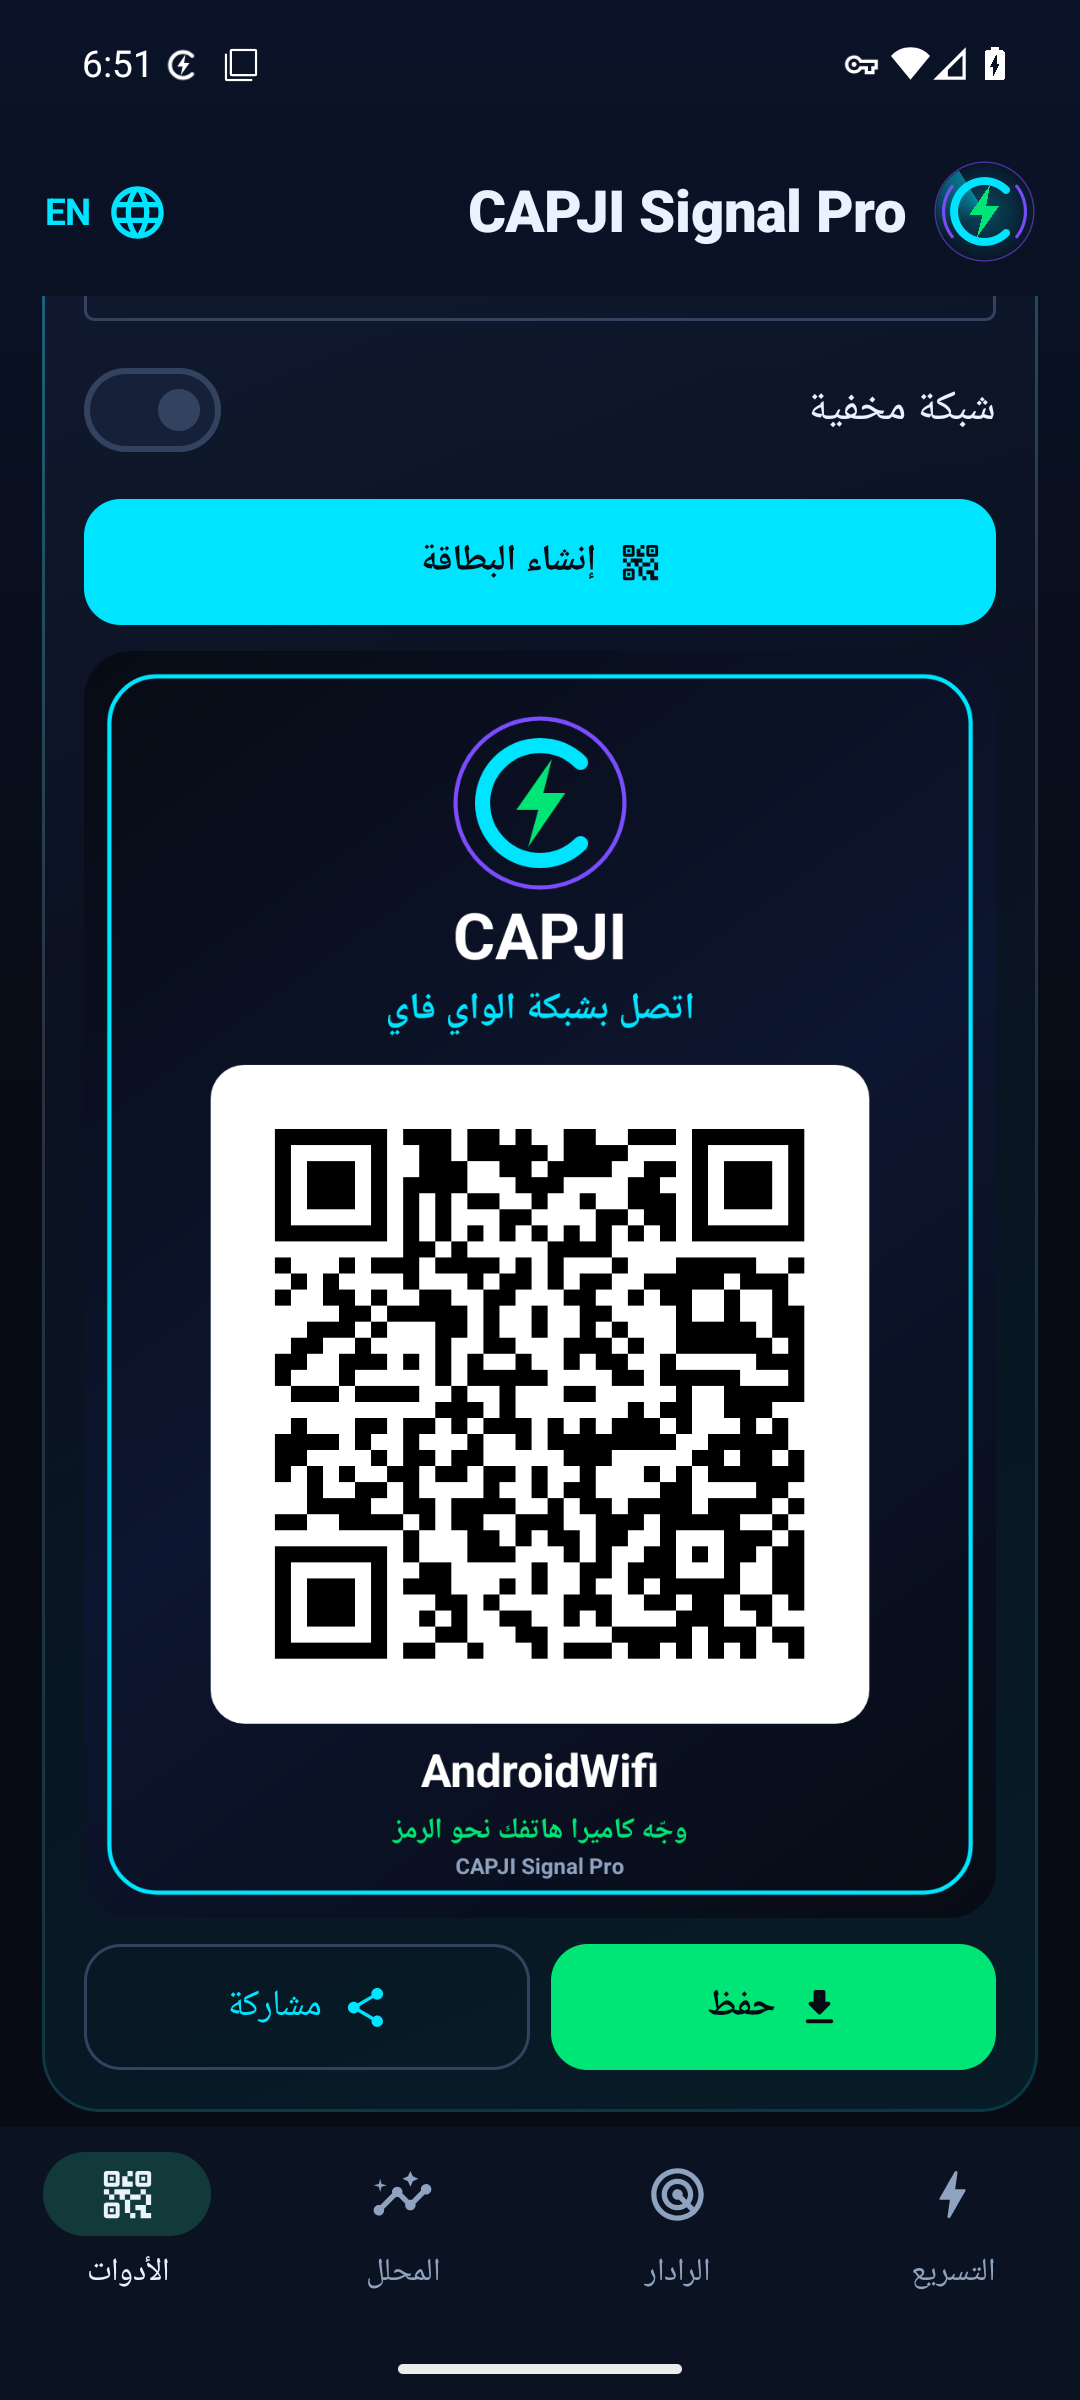 6:51
EN
CAPJI Signal Pro
شبكة مخفية
إنشاء البطاقة
CAPJI
اتصل بشبكة الواي فاي
AndroidWifi
وجّه كاميرا هاتفك نحو الرمز
CAPJI Signal Pro
حفظ
مشاركة
التسريع
الرادار
المحلل
الأدوات